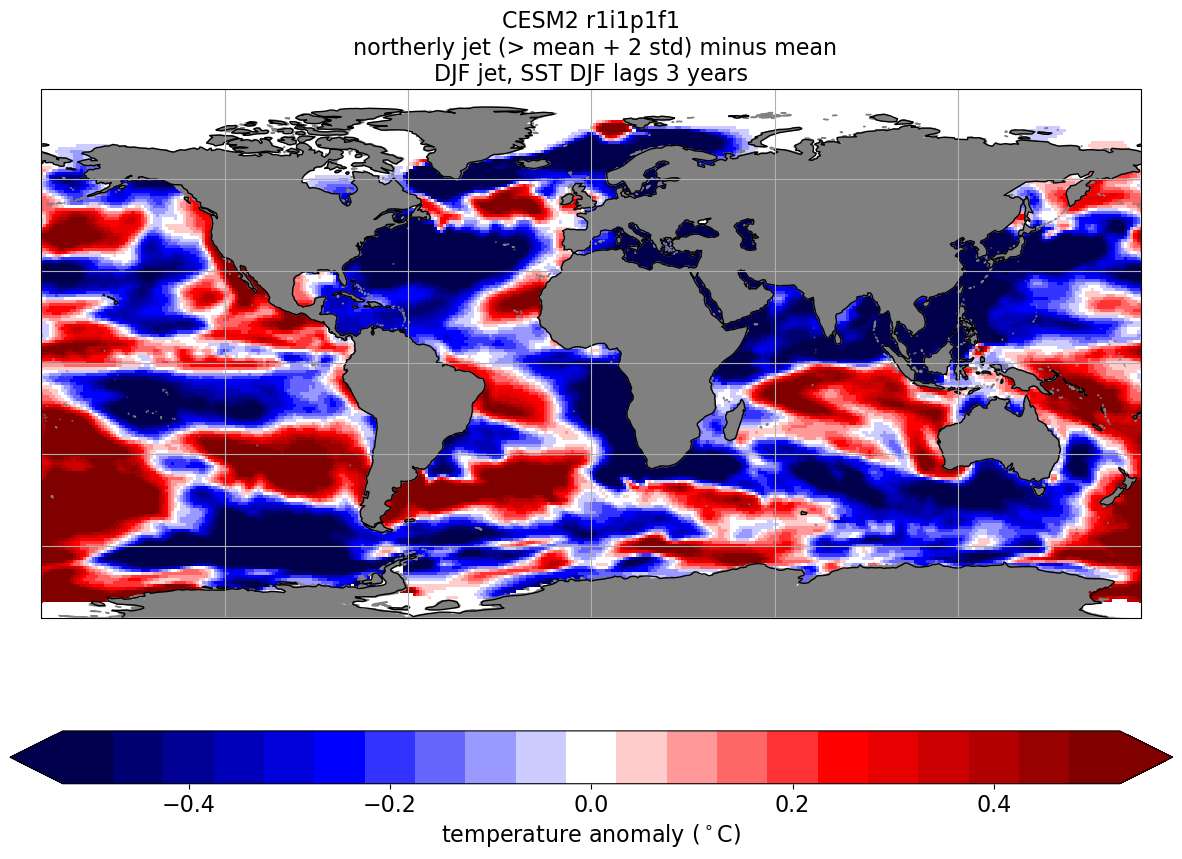 CESM2 r1i1p1f1
northerly jet (> mean + 2 std) minus mean
DJF jet, SST DJF lags 3 years
−0.4 −0.2 0.0 0.2 0.4
temperature anomaly (∘C)